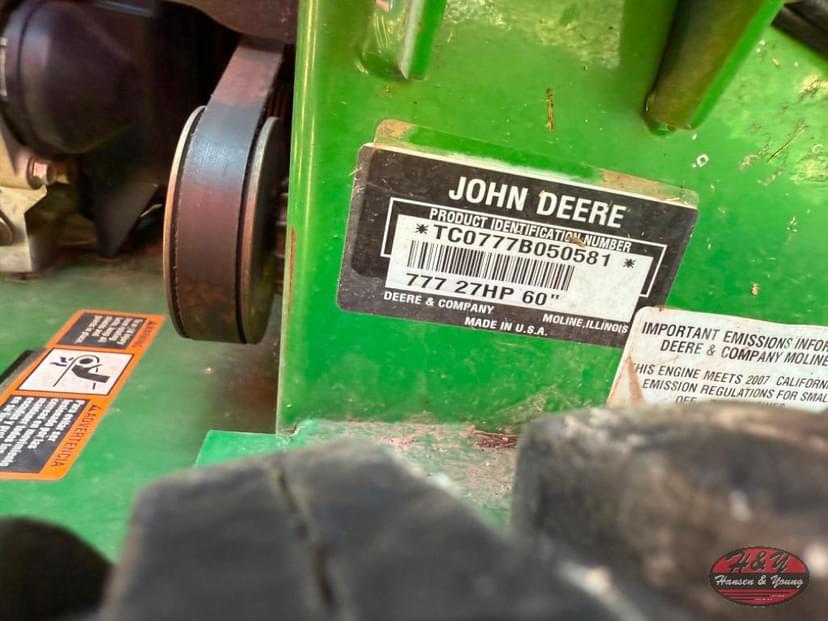 JOHN DEERE
PRODUCT IDENTIFICATION NUMBER
*TC0777B050581 *
777 27HP 60"
DEERE & COMPANY
MOLINE, ILLINOIS
MADE IN U.S.A.
IMPORTANT EMISSIONS INFOR
DEERE & COMPANY MOLINE
THIS ENGINE MEETS 2007 CALIFORN
EMISSION REGULATIONS FOR SMAL
ADVERTENCIA
H&Y
Hansen & Young